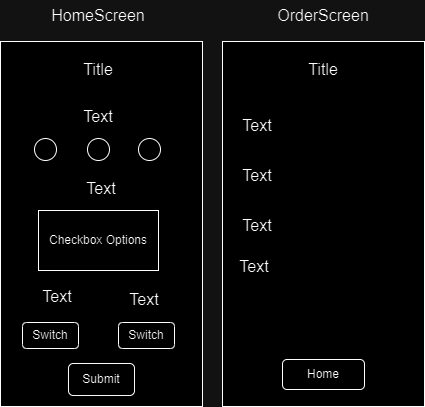 HomeScreen
Title
Text
Text
Checkbox Options
Text Text
Switch Switch
Submit
OrderScreen
Title
Text
Text
Text
Text
Home